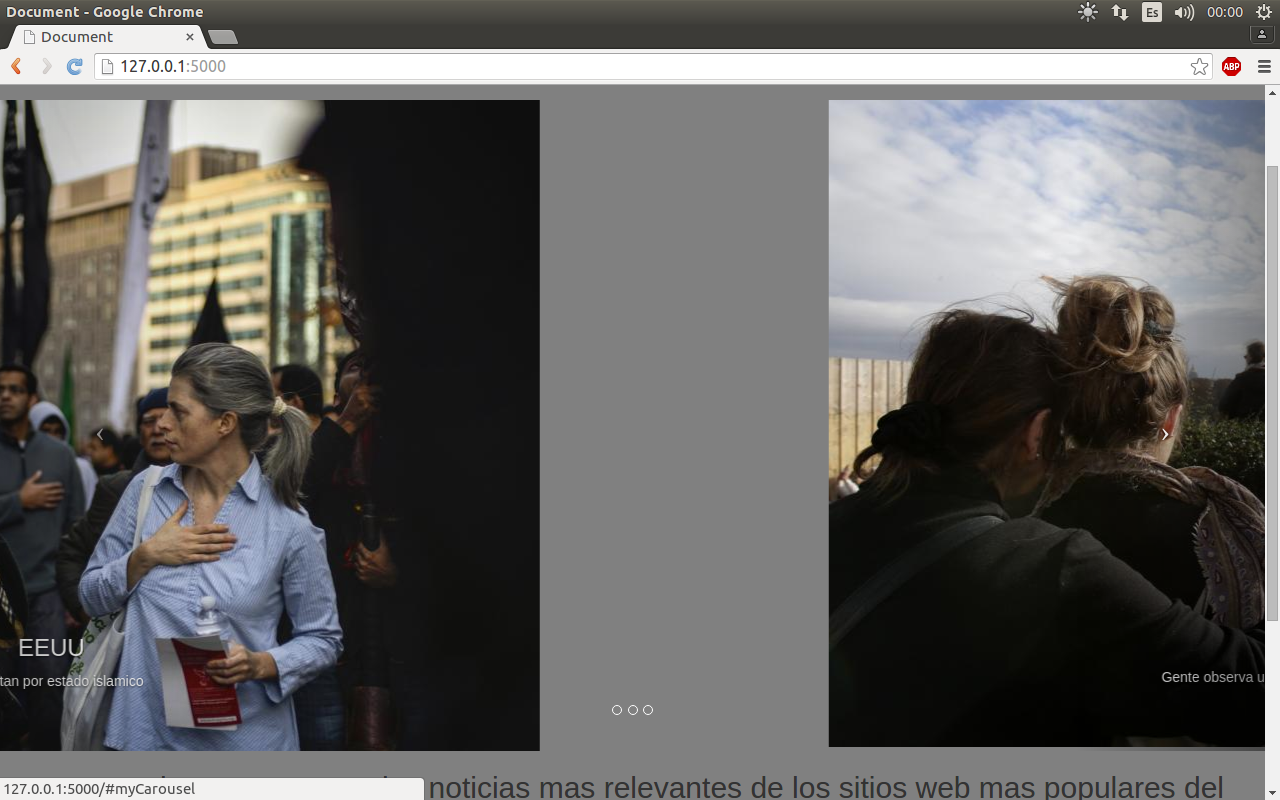 Document - Google Chrome
Es
00:00
Document
127.0.0.1:5000
ABP
EEUU
tan por estado islamico
Gente observa u
noticias mas relevantes de los sitios web mas populares del
127.0.0.1:5000/#myCarousel